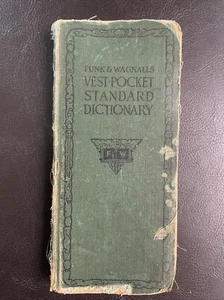 FUNK & WAGNALLS
VEST-POCKET
STANDARD
DICTIONARY